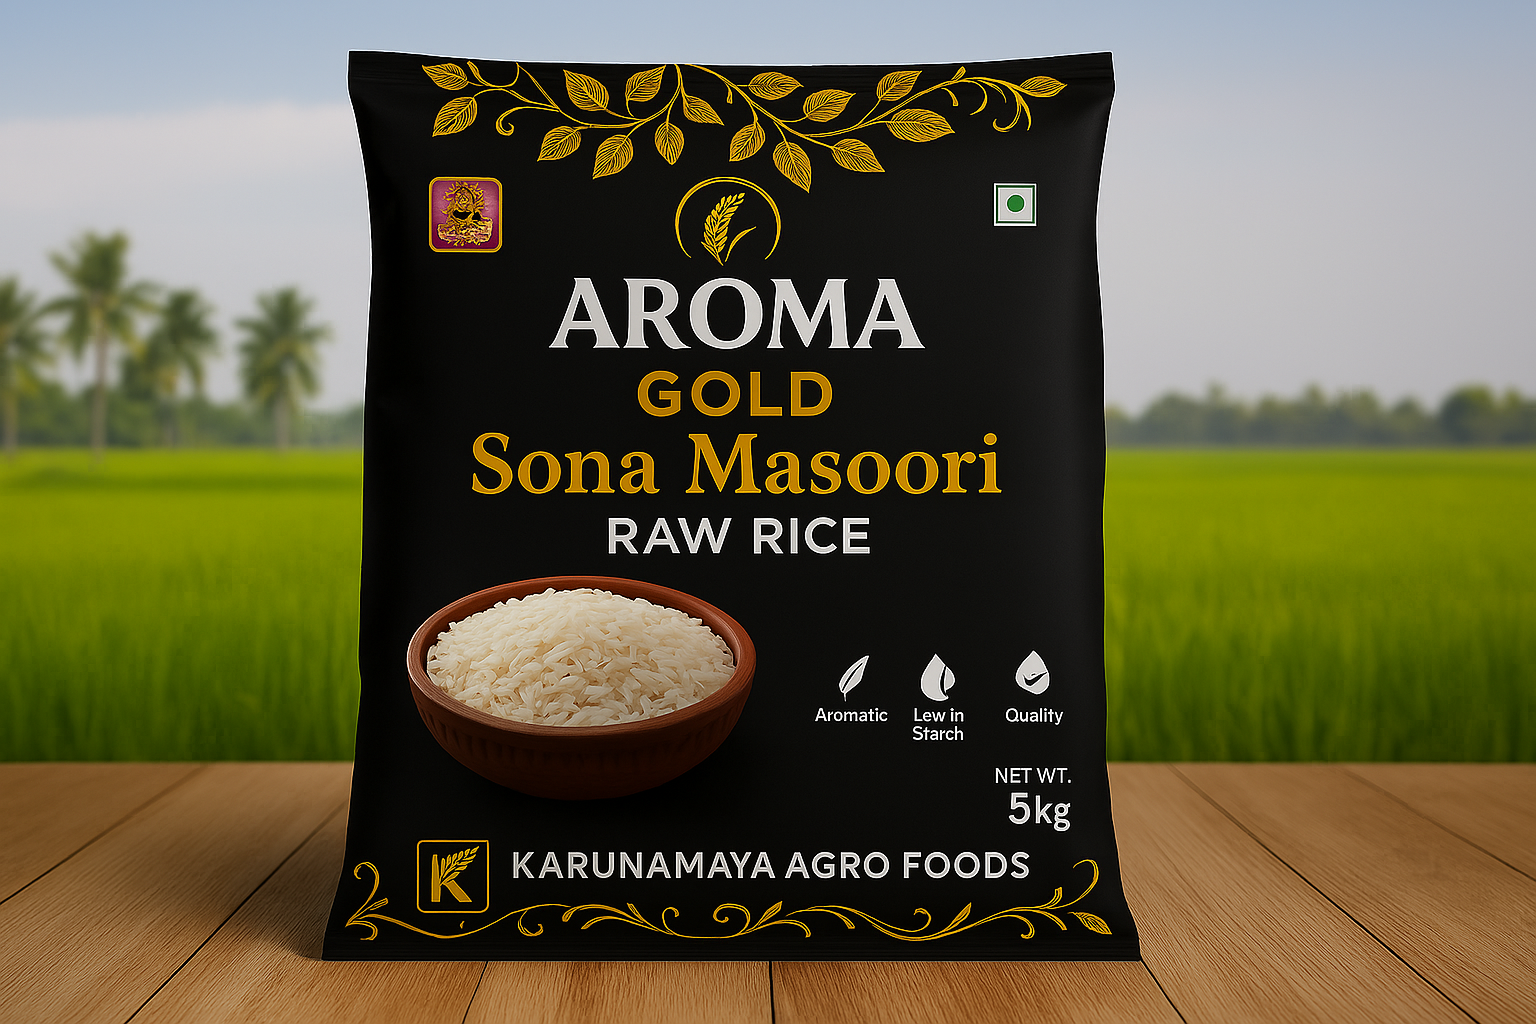 AROMA
GOLD
Sona Masoori
RAW RICE
Aromatic
Lew in
Starch
Quality
NET WT.
5kg
K
KARUNAMAYA AGRO FOODS